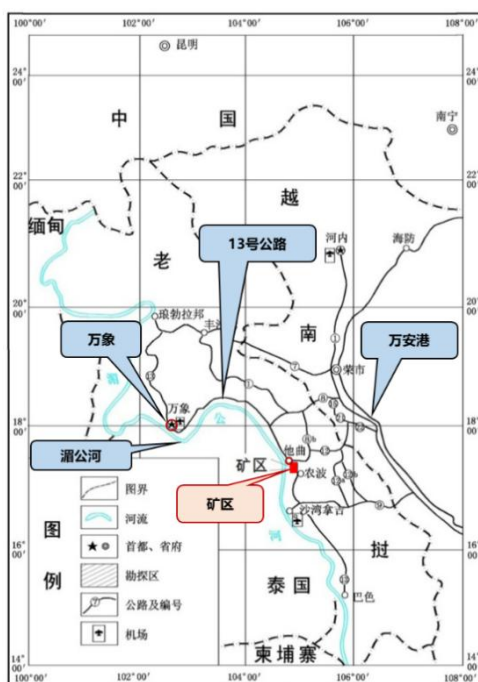 100° 00'
102° 00'
104° 00'
106° 00'
108° 00'
昆明
24° 00'
中 国
南宁
22° 00'
越
缅甸
13号公路
河内
海防
老
20° 00'
琅勃拉邦
丰
南
万象
万安港
荣市
18° 00'
万象
湄
公
河
他曲
矿区
农波
湄公河
矿区
沙湾拿吉
图例
图界
河流
首都、省府
勘探区
公路及编号
机场
16° 00'
挝
泰国
巴色
柬埔寨
14° 00'
100° 00'
102° 00'
104° 00'
106° 00'
108° 00'